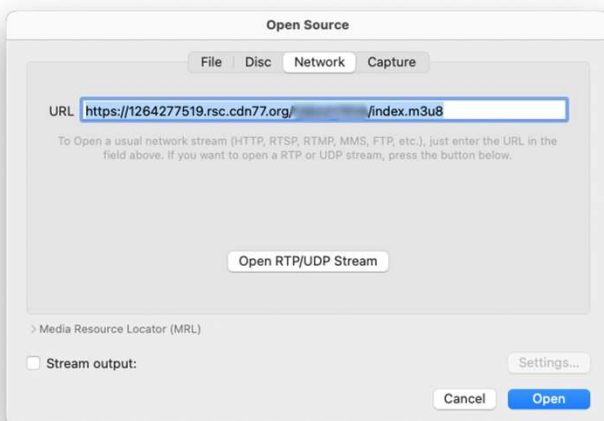 Open Source
File Disc Network Capture
URL https://1264277519.rsc.cdn77.org/ /index.m3u8
To Open a usual network stream (HTTP, RTSP, RTMP, MMS, FTP, etc.), just enter the URL in the
field above. If you want to open a RTP or UDP stream, press the button below.
Open RTP/UDP Stream
Media Resource Locator (MRL)
Stream output:
Settings...
Cancel Open